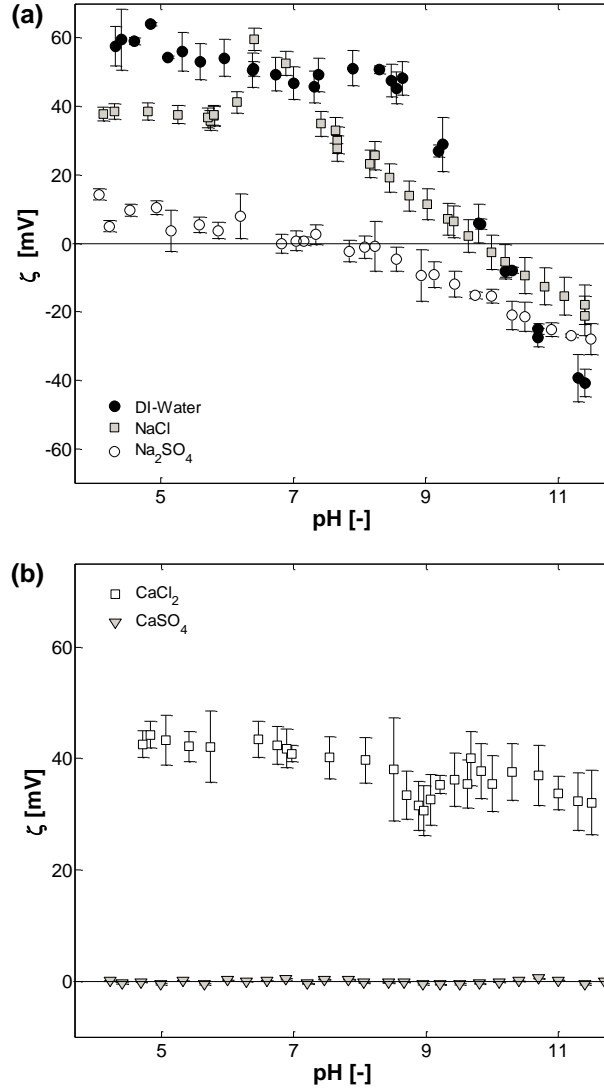 (a)
60
40
20
0
-20
-40
-60
ζ [mV]
DI-Water
NaCl
Na₂SO₄
5 7 9 11
pH [-]
(b)
CaCl₂
CaSO₄
60
40
20
0
ζ [mV]
5 7 9 11
pH [-]